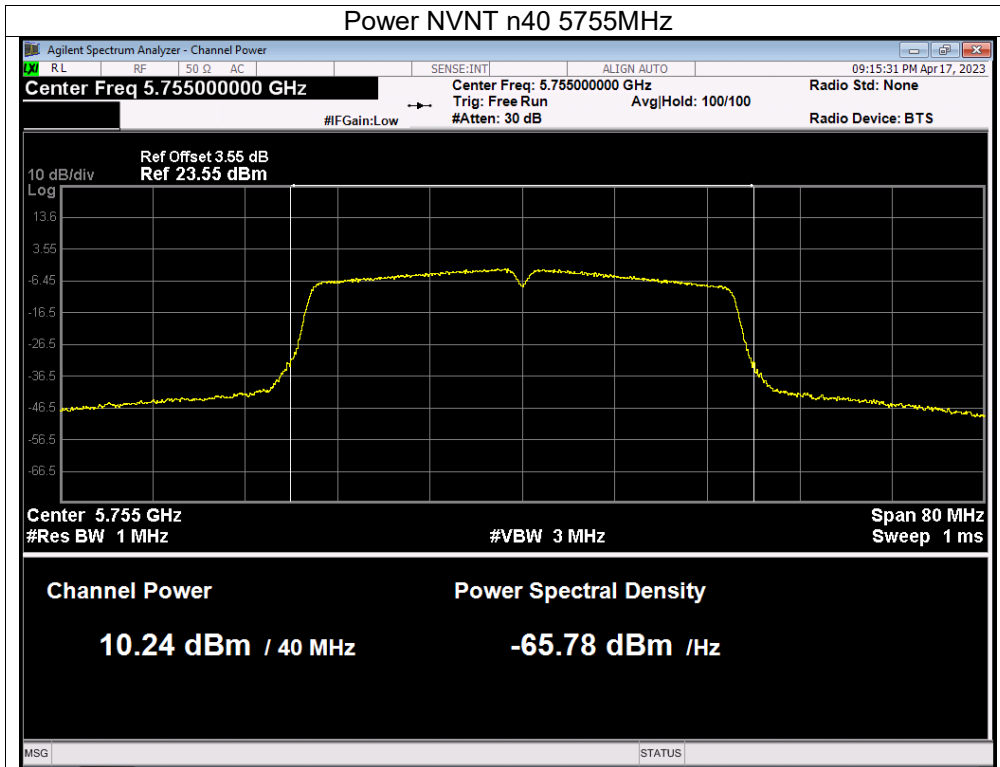 Power NVNT n40 5755MHz
Agilent Spectrum Analyzer - Channel Power
LXI RL RF 50 Ω AC SENSE:INT ALIGN AUTO 09:15:31 PM Apr 17, 2023
Center Freq 5.755000000 GHz Center Freq: 5.755000000 GHz Radio Std: None
Trig: Free Run Avg|Hold: 100/100
#IFGain:Low #Atten: 30 dB Radio Device: BTS
Ref Offset 3.55 dB
10 dB/div Ref 23.55 dBm
Log
13.6
3.55
-6.45
-16.5
-26.5
-36.5
-46.5
-56.5
-66.5
Center 5.755 GHz Span 80 MHz
#Res BW 1 MHz #VBW 3 MHz Sweep 1 ms
Channel Power Power Spectral Density
10.24 dBm / 40 MHz -65.78 dBm /Hz
MSG STATUS